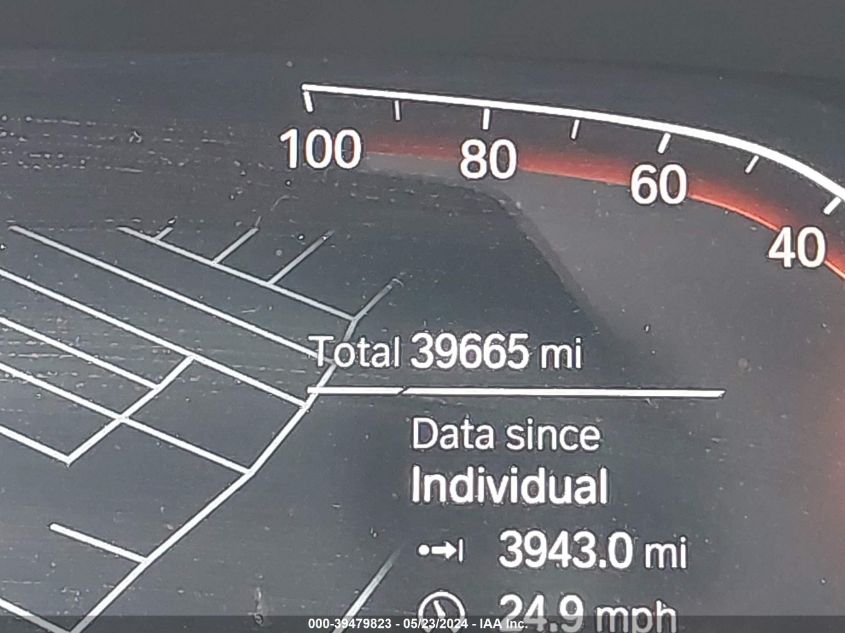 100
80
60
40
Total 39665 mi
Data since
Individual
3943.0 mi
24.9 mph
000-39479823 - 05/23/2024 - IAA Inc.